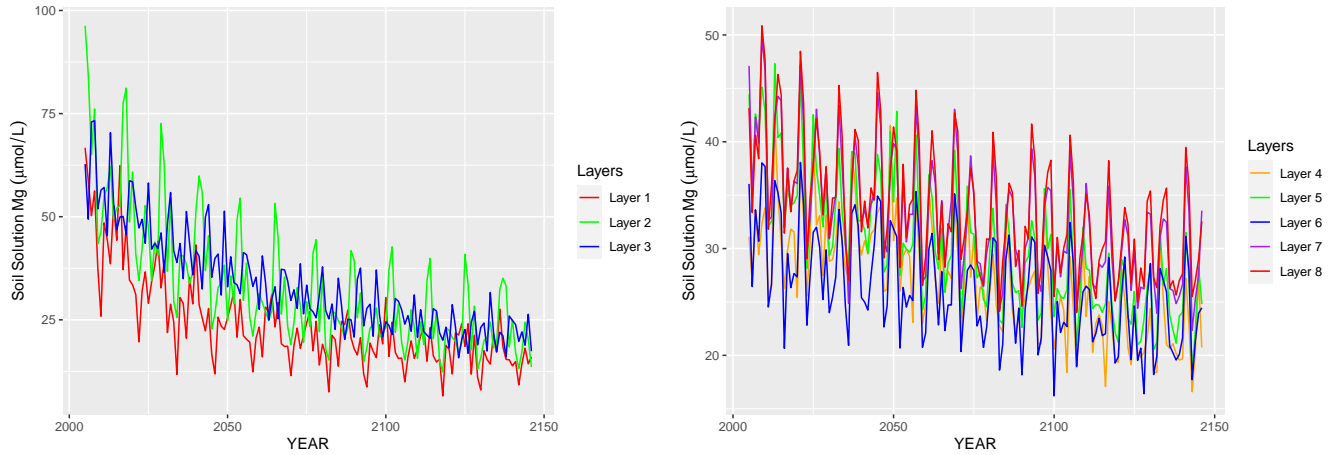 Soil Solution Mg (μmol/L)
100
75
50
25
2000
2050
2100
2150
YEAR
Layers
Layer 1
Layer 2
Layer 3
Soil Solution Mg (μmol/L)
50
40
30
20
2000
2050
2100
2150
YEAR
Layers
Layer 4
Layer 5
Layer 6
Layer 7
Layer 8